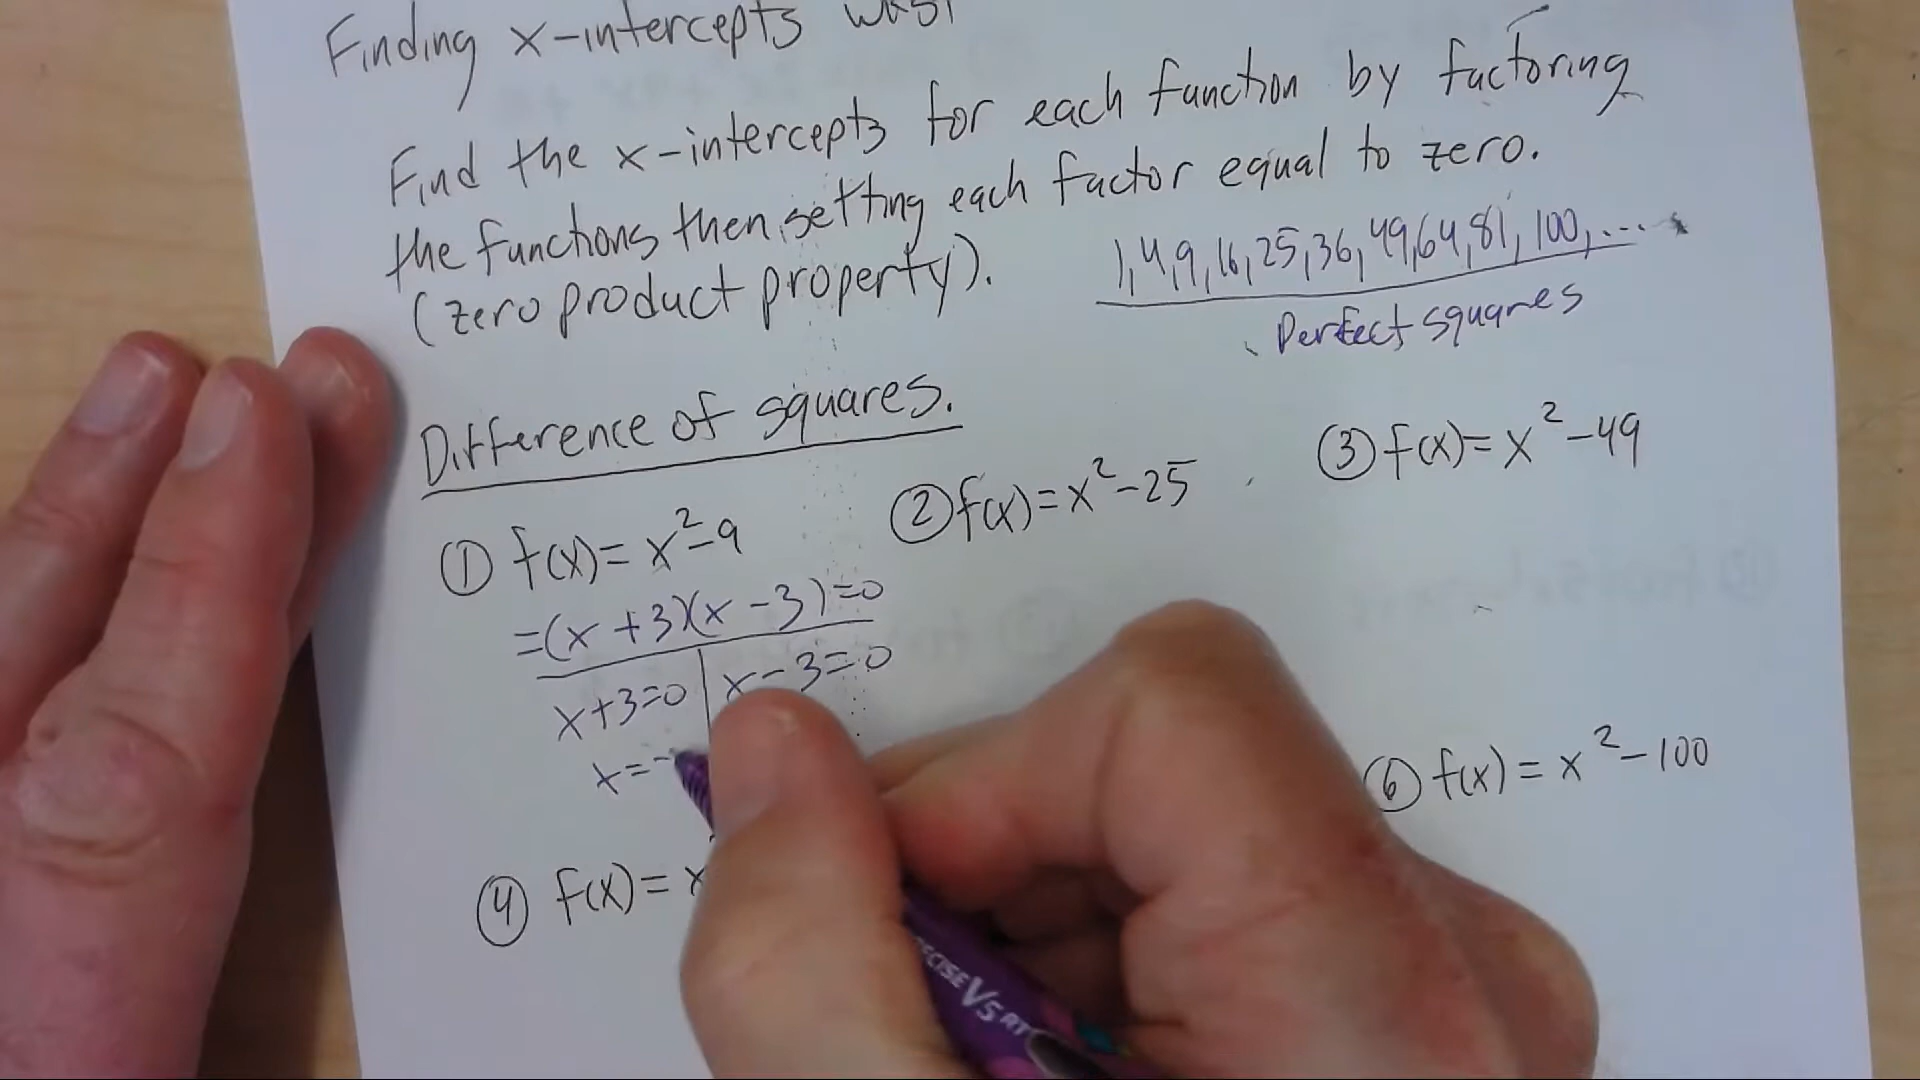 Finding x-intercepts
Find the x-intercepts for each function by factoring
the functions then setting each factor equal to zero.
(zero product property).
1,4,9,16,25,36,49,64,81,100,....
Perfect squares
Difference of squares.
① f(x)= x²-9
=(x+3)(x-3)=0
x+3=0 | x-3=0
x=-
② f(x)=x²-25
③ f(x)= x²-49
④ f(x)= x
⑥ f(x)= x²-100
CISE V5 RT